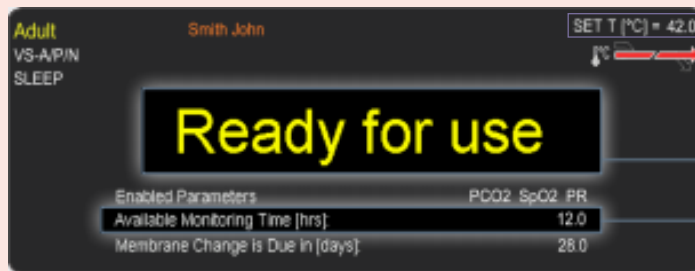 Adult Smith John SET T [°C] = 42.0
VS-A/P/N °C
SLEEP
Ready for use
Enabled Parameters PCO2 SpO2 PR
Available Monitoring Time [hrs]: 12.0
Membrane Change is Due in [days]: 28.0